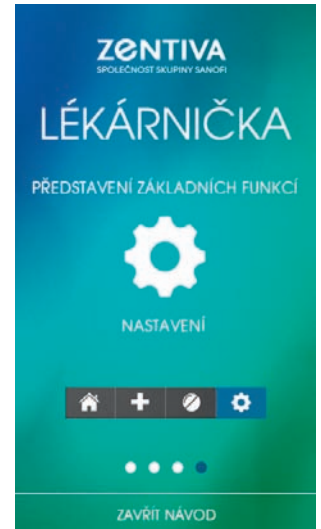 ZENTIVA
SPOLEČNOST SKUPINY SANOFI
LÉKÁRNIČKA
PŘEDSTAVENÍ ZÁKLADNÍCH FUNKCÍ
NASTAVENÍ
ZAVŘÍT NÁVOD